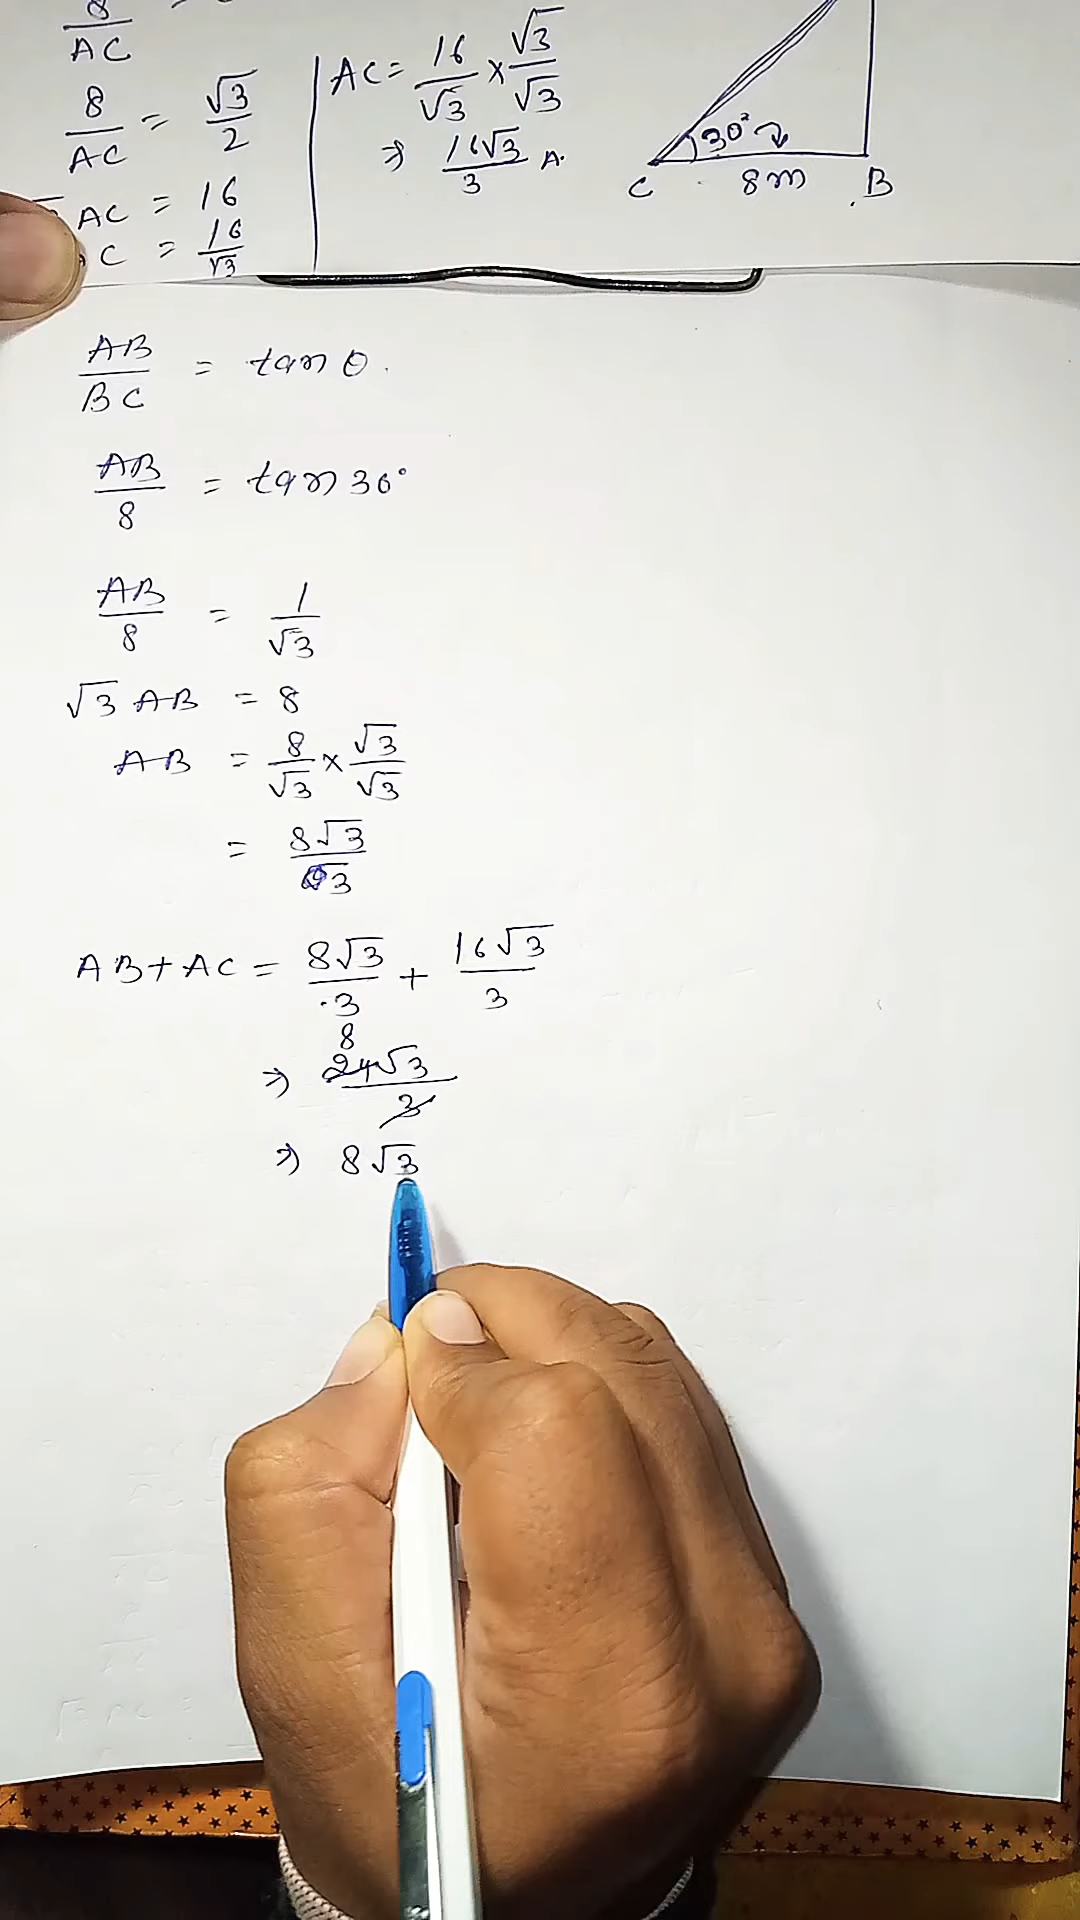 8/AC
8/AC = √3/2
AC = 16
AC = 16/√3
AC = 16/√3 × √3/√3
⇒ 16√3/3 A.
30°
C 8m B
AB/BC = tan θ.
AB/8 = tan 30°
AB/8 = 1/√3
√3 AB = 8
AB = 8/√3 × √3/√3
= 8√3/3
AB + AC = 8√3/3 + 16√3/3
8
⇒ 24√3/3
⇒ 8√3